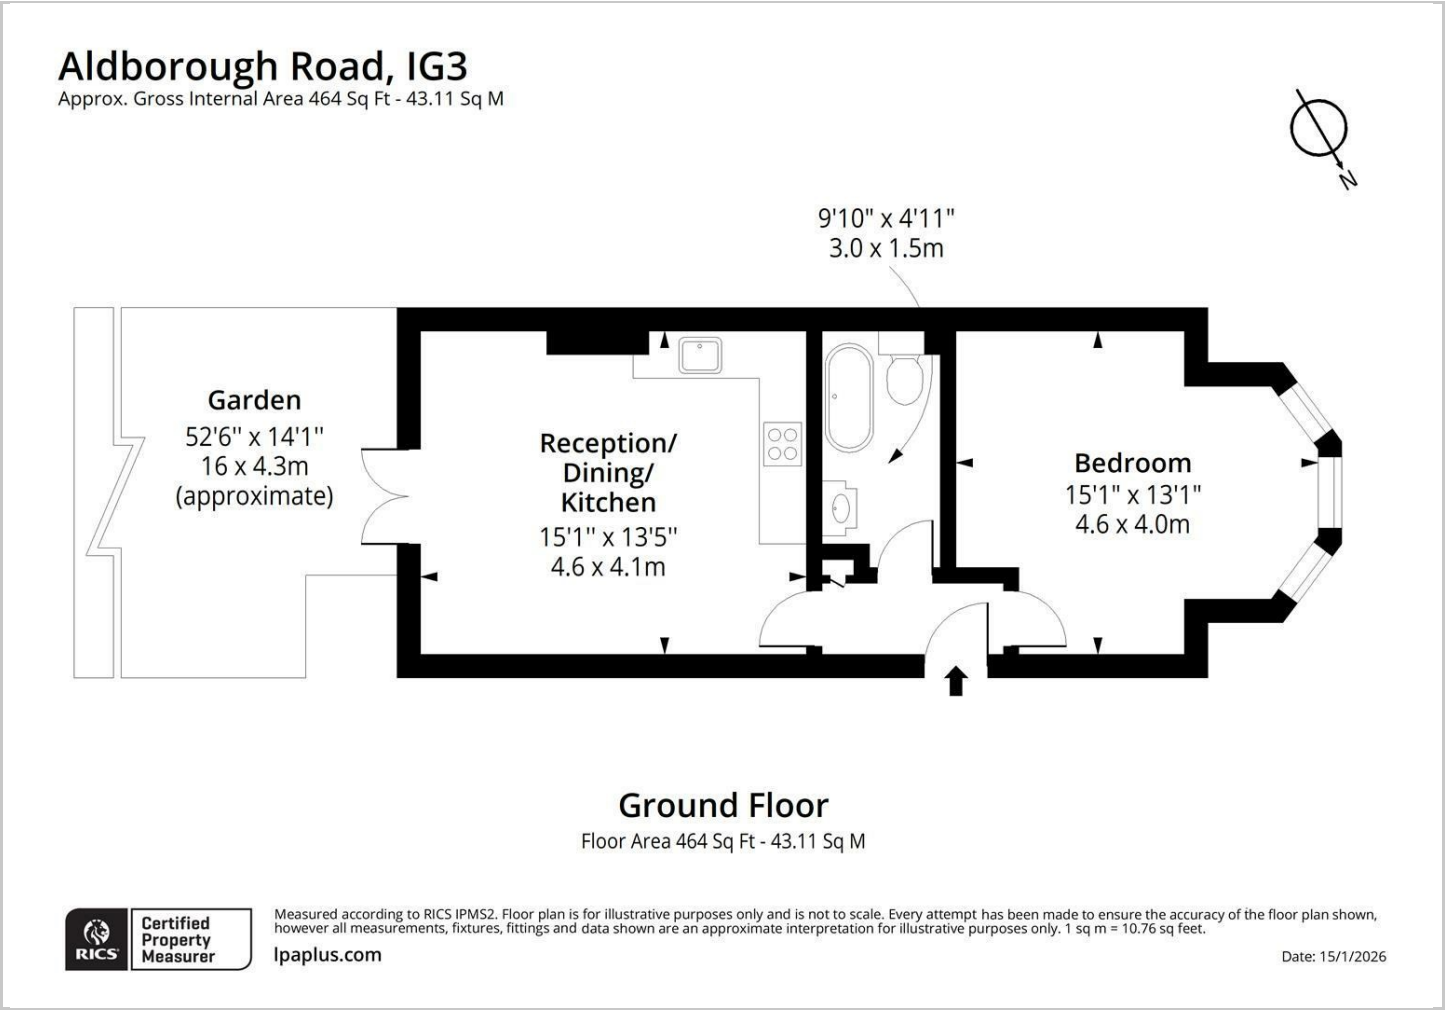 Aldborough Road, IG3
Approx. Gross Internal Area 464 Sq Ft - 43.11 Sq M
N
9'10" x 4'11"
3.0 x 1.5m
Garden
52'6'' x 14'1''
16 x 4.3m
(approximate)
Reception/
Dining/
Kitchen
15'1'' x 13'5''
4.6 x 4.1m
Bedroom
15'1" x 13'1"
4.6 x 4.0m
Ground Floor
Floor Area 464 Sq Ft - 43.11 Sq M
RICS
Certified
Property
Measurer
Measured according to RICS IPMS2. Floor plan is for illustrative purposes only and is not to scale. Every attempt has been made to ensure the accuracy of the floor plan shown,
however all measurements, fixtures, fittings and data shown are an approximate interpretation for illustrative purposes only. 1 sq m = 10.76 sq feet.
lpaplus.com
Date: 15/1/2026